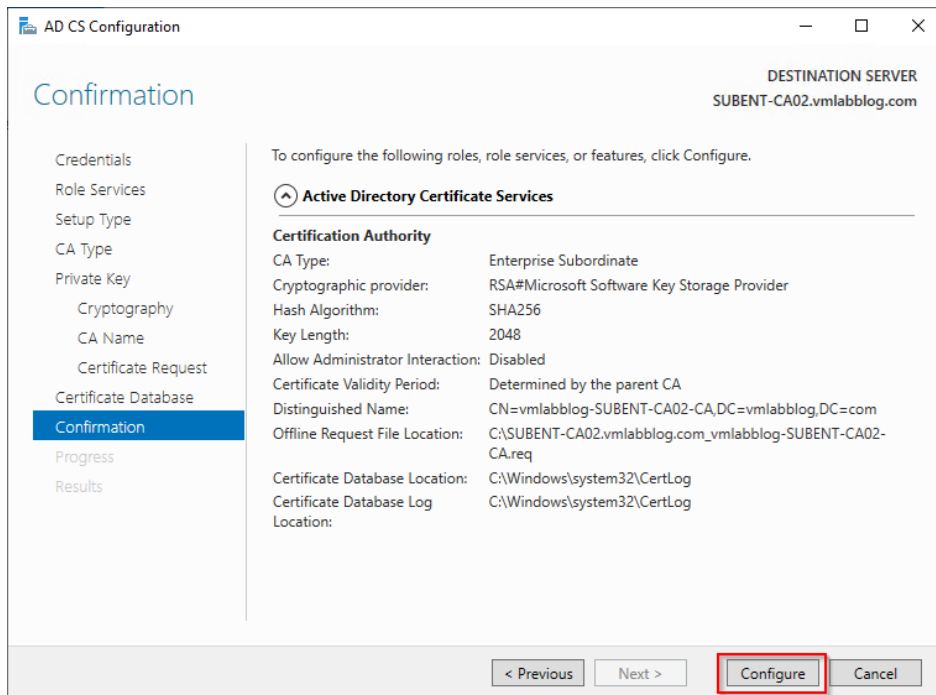 AD CS Configuration
DESTINATION SERVER
SUBENT-CA02.vmlabblog.com
Confirmation
Credentials
Role Services
Setup Type
CA Type
Private Key
Cryptography
CA Name
Certificate Request
Certificate Database
Confirmation
Progress
Results
To configure the following roles, role services, or features, click Configure.
Active Directory Certificate Services
Certification Authority
CA Type: Enterprise Subordinate
Cryptographic provider: RSA#Microsoft Software Key Storage Provider
Hash Algorithm: SHA256
Key Length: 2048
Allow Administrator Interaction: Disabled
Certificate Validity Period: Determined by the parent CA
Distinguished Name: CN=vmlabblog-SUBENT-CA02-CA,DC=vmlabblog,DC=com
Offline Request File Location: C:\SUBENT-CA02.vmlabblog.com_vmlabblog-SUBENT-CA02-
CA.req
Certificate Database Location: C:\Windows\system32\CertLog
Certificate Database Log C:\Windows\system32\CertLog
Location:
< Previous Next > Configure Cancel